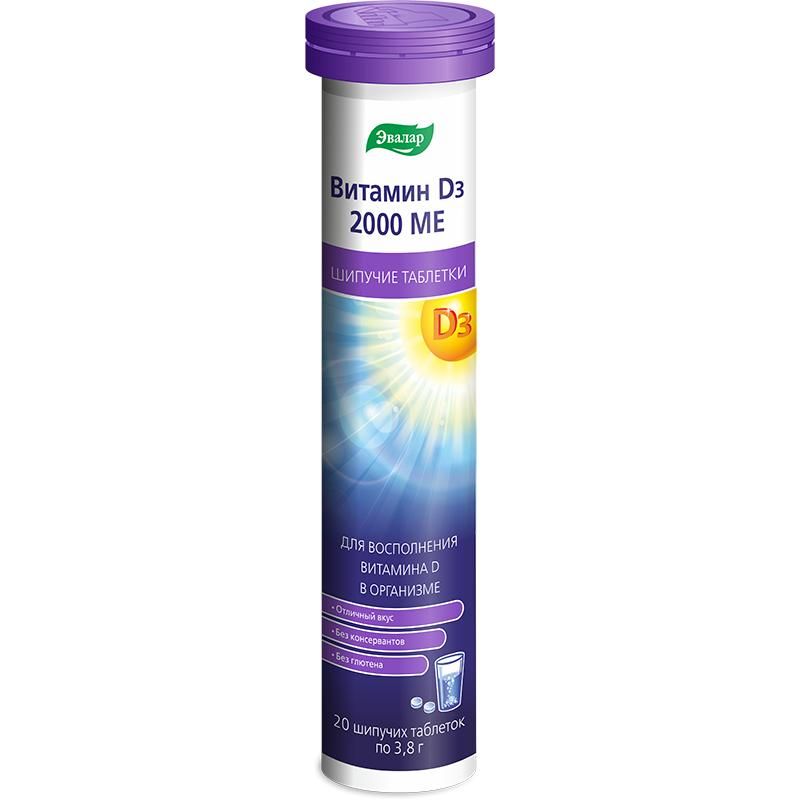 Эвалар
Витамин D3
2000 МЕ
ШИПУЧИЕ ТАБЛЕТКИ
D3
ДЛЯ ВОСПОЛНЕНИЯ
ВИТАМИНА D
В ОРГАНИЗМЕ
• Отличный вкус
• Без консервантов
• Без глютена
20 шипучих таблеток
по 3,8 г